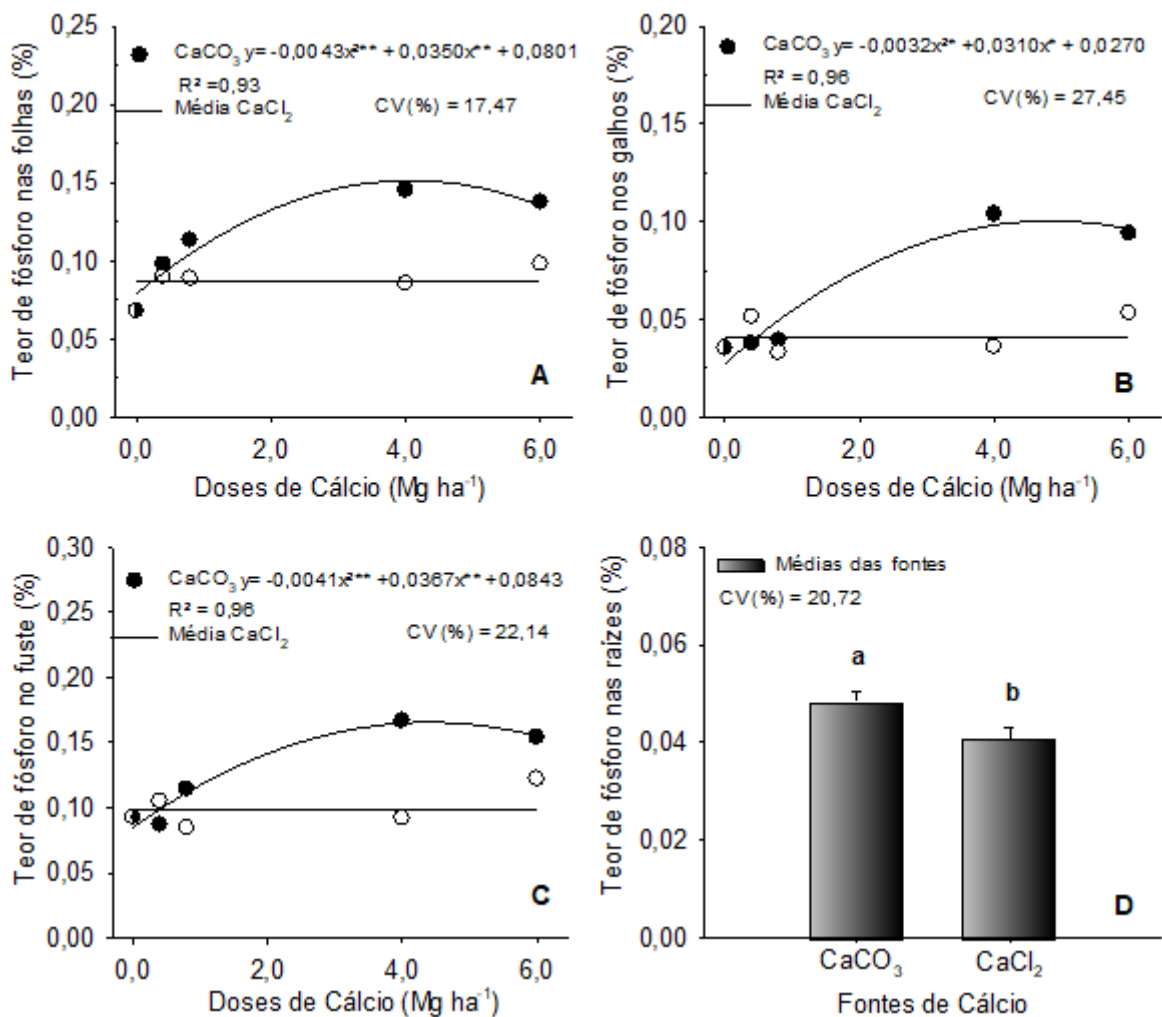 Teor de fósforo nas folhas (%)
0,25
0,20
0,15
0,10
0,05
0,00
CaCO₃ y= -0,0043x²** + 0,0350x** + 0,0801
R² =0,93
Média CaCl₂
CV(%) = 17,47
A
0,0 2,0 4,0 6,0
Doses de Cálcio (Mg ha⁻¹)
Teor de fósforo nos galhos (%)
0,20
0,15
0,10
0,05
0,00
CaCO₃ y= -0,0032x²* +0,0310x* + 0,0270
R² = 0,96
Média CaCl₂
CV(%) = 27,45
B
0,0 2,0 4,0 6,0
Doses de Cálcio (Mg ha⁻¹)
Teor de fósforo no fuste (%)
0,30
0,25
0,20
0,15
0,10
0,05
0,00
CaCO₃ y= -0,0041x²** +0,0367x** +0,0843
R² = 0,96
Média CaCl₂
CV(%) = 22,14
C
0,0 2,0 4,0 6,0
Doses de Cálcio (Mg ha⁻¹)
Teor de fósforo nas raízes (%)
0,08
0,06
0,04
0,02
0,00
Médias das fontes
CV(%) = 20,72
a
b
D
CaCO₃ CaCl₂
Fontes de Cálcio